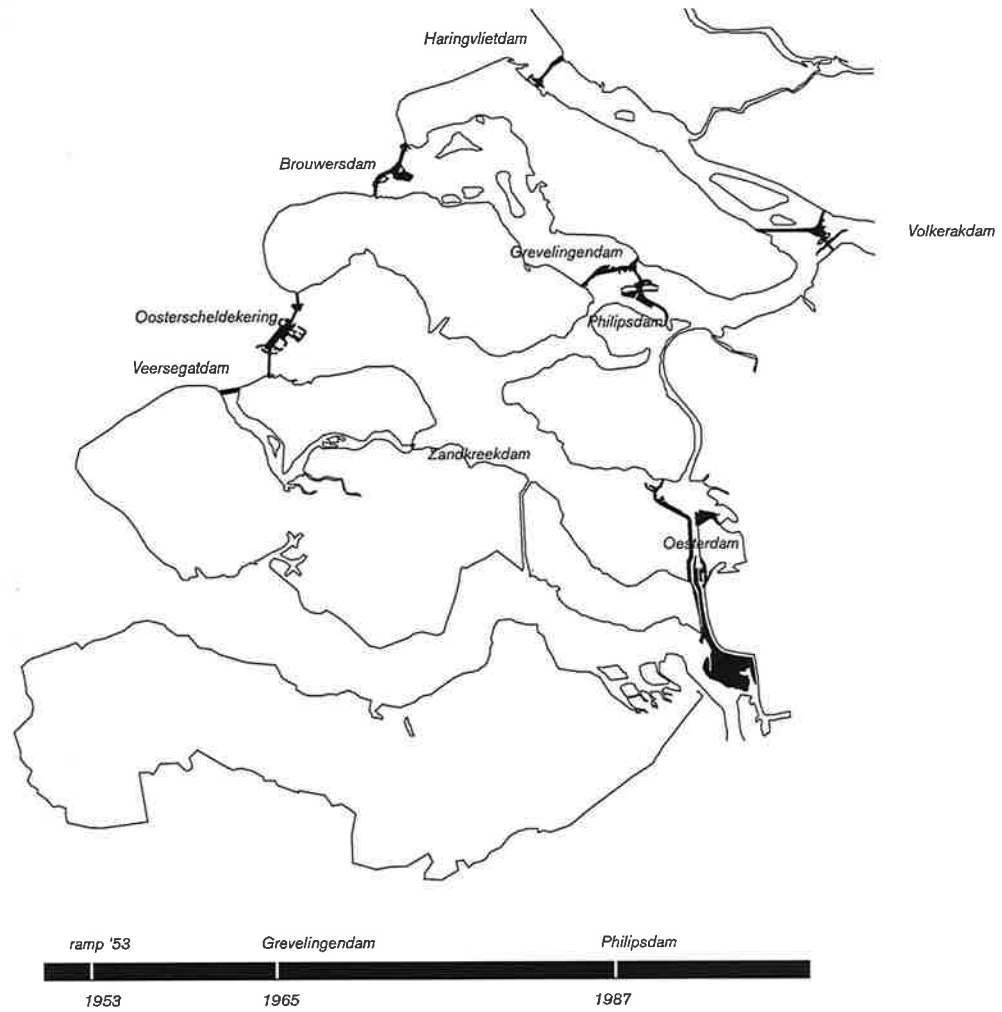 Haringvlietdam
Brouwersdam
Volkerakdam
Grevelingendam
Oosterscheldekering
Philipsdam
Veersegatdam
Zandkreekdam
Oesterdam
ramp '53 Grevelingendam Philipsdam
1953 1965 1987